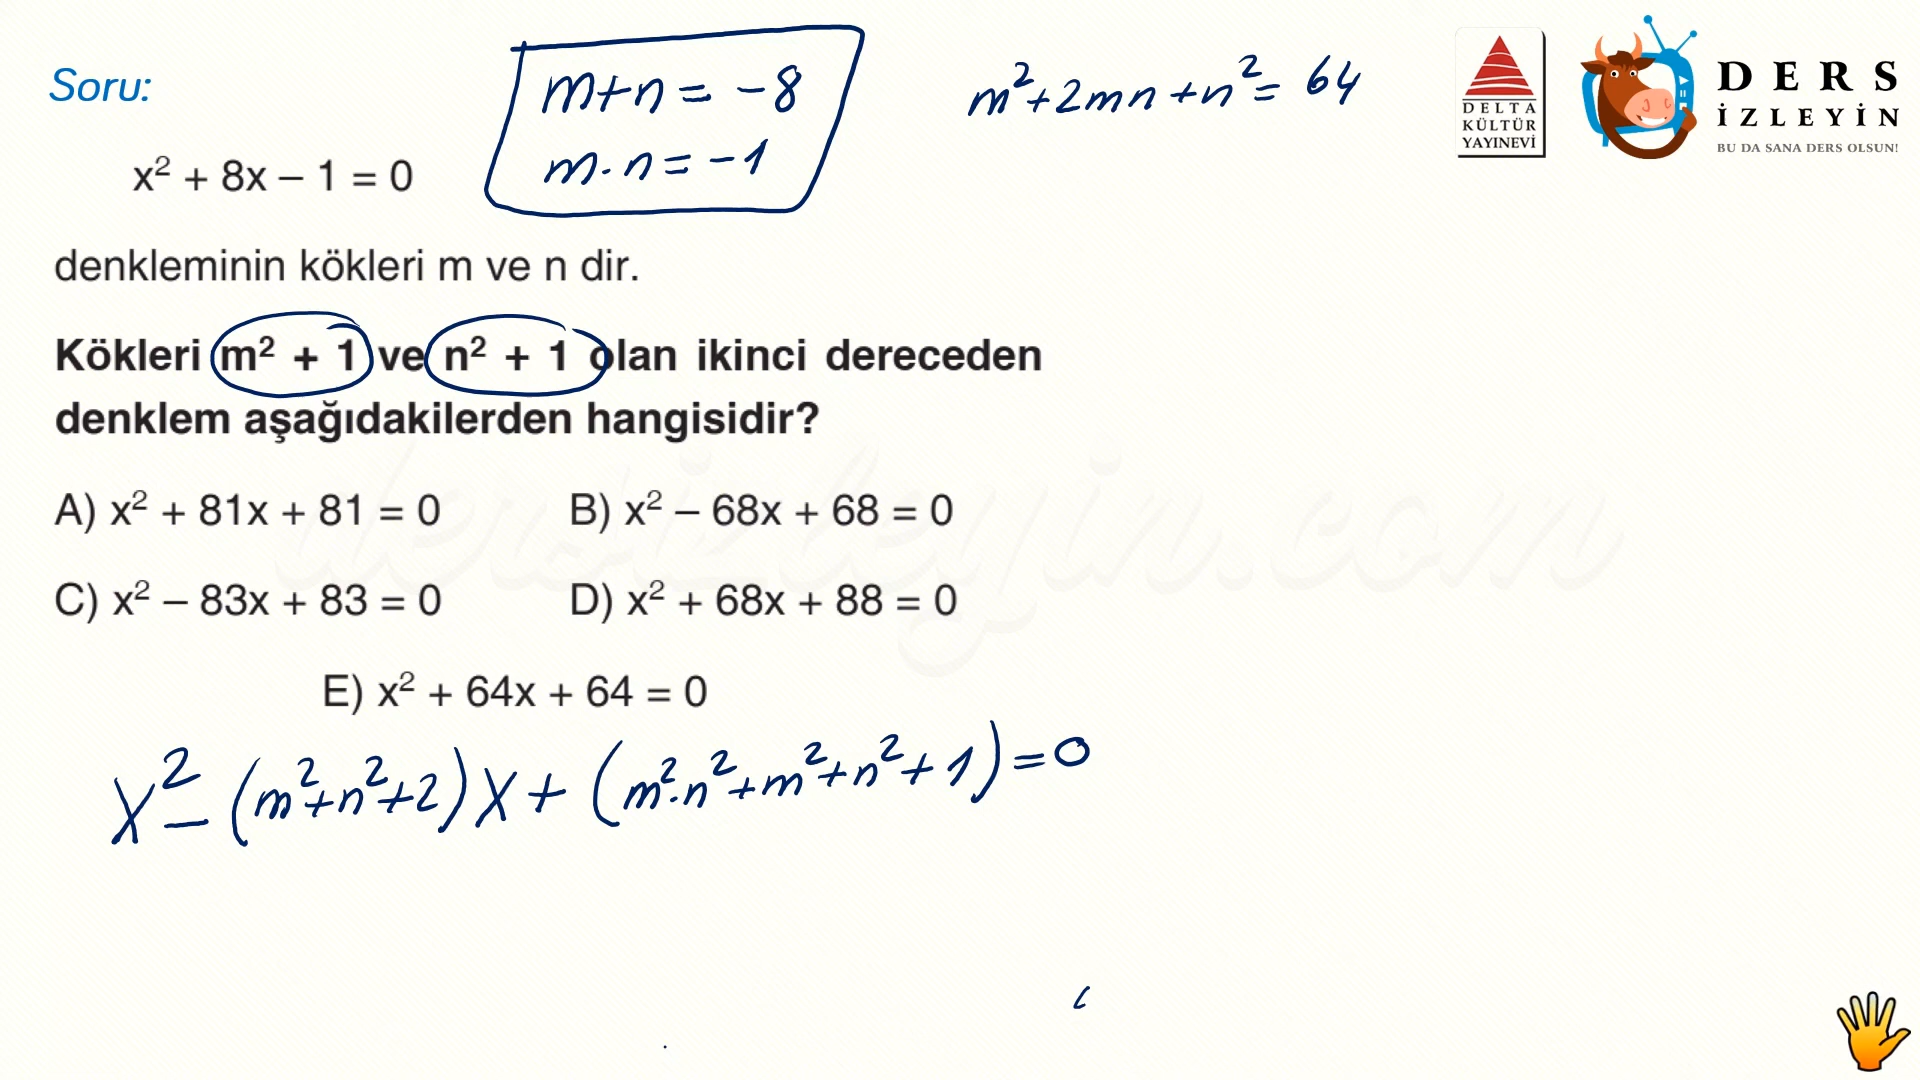 Soru:
m+n = -8
m·n = -1
m²+2mn+n² = 64
DELTA
KÜLTÜR
YAYINEVİ
DERS
İZLEYİN
BU DA SANA DERS OLSUN!
x² + 8x – 1 = 0
denkleminin kökleri m ve n dir.
Kökleri m² + 1 ve n² + 1 olan ikinci dereceden
denklem aşağıdakilerden hangisidir?
A) x² + 81x + 81 = 0 B) x² – 68x + 68 = 0
C) x² – 83x + 83 = 0 D) x² + 68x + 88 = 0
E) x² + 64x + 64 = 0
x² - (m²+n²+2)x + (m²·n²+m²+n²+1) = 0
dersizleyin.com